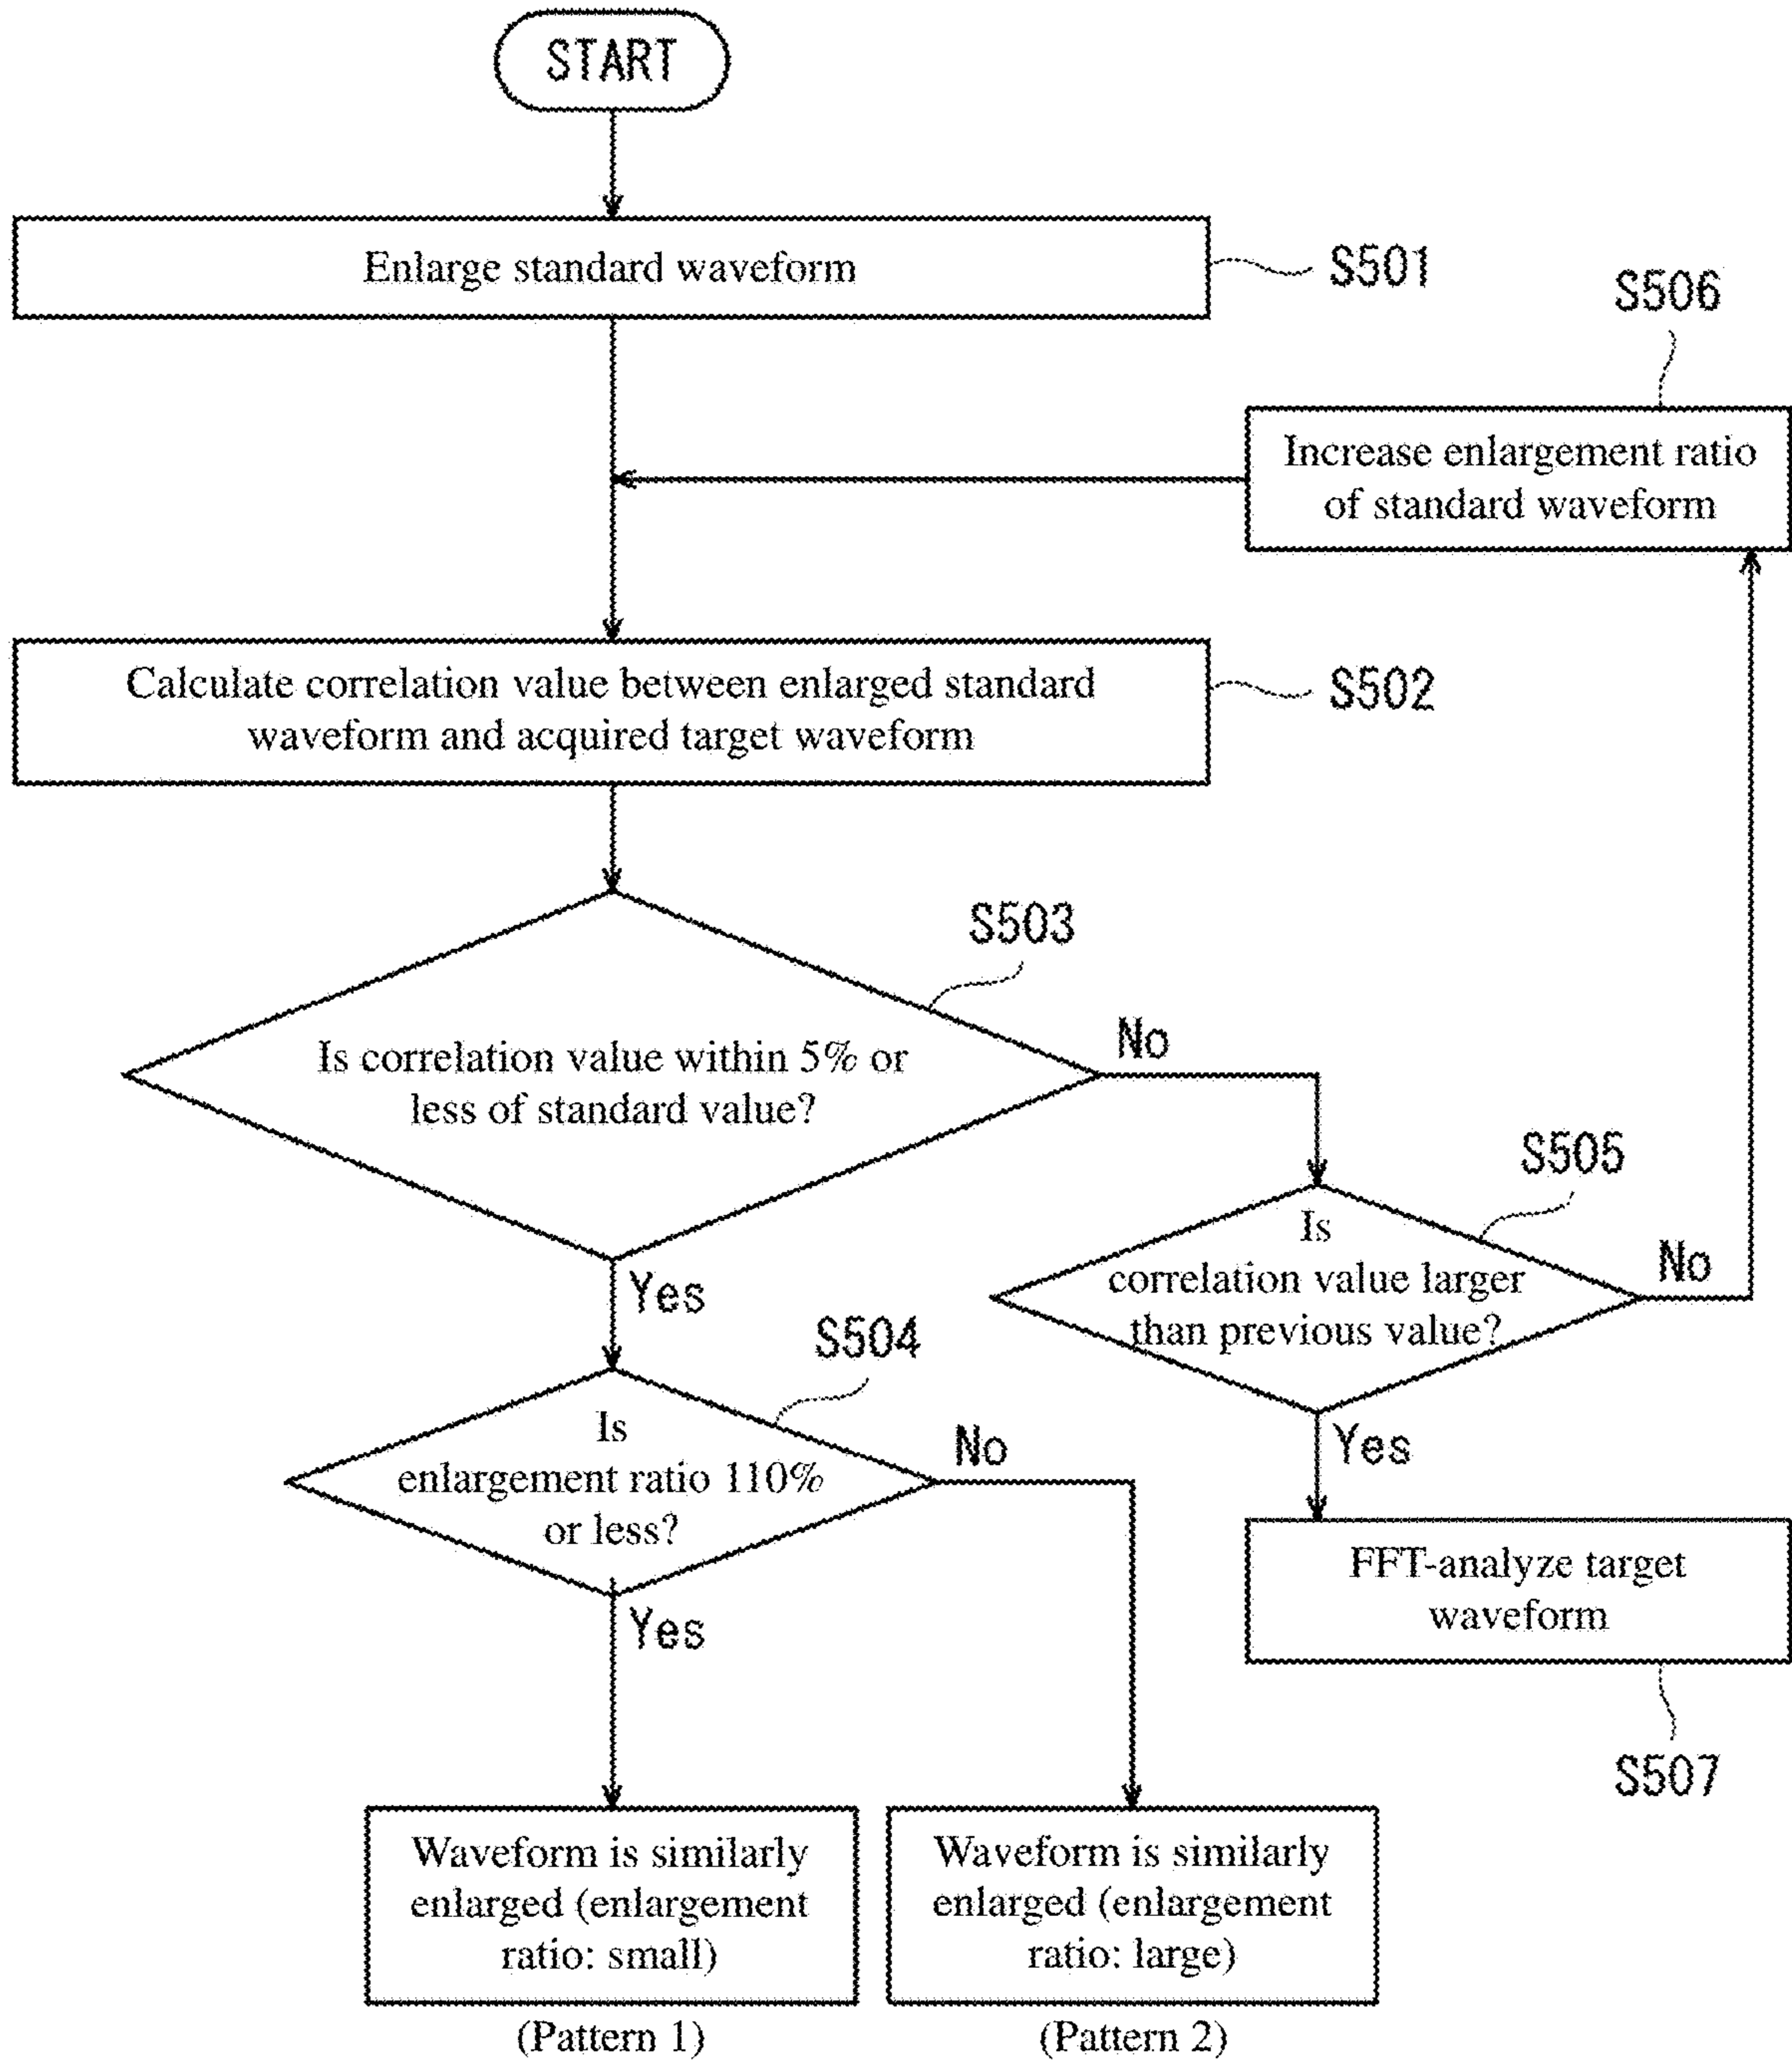 START
Enlarge standard waveform
S501
S506
Increase enlargement ratio
of standard waveform
Calculate correlation value between enlarged standard
waveform and acquired target waveform
S502
S503
Is correlation value within 5% or
less of standard value?
No
Yes
S505
Is
correlation value larger
than previous value?
No
Yes
S504
Is
enlargement ratio 110%
or less?
No
Yes
FFT-analyze target
waveform
S507
Waveform is similarly
enlarged (enlargement
ratio: small)
(Pattern 1)
Waveform is similarly
enlarged (enlargement
ratio: large)
(Pattern 2)